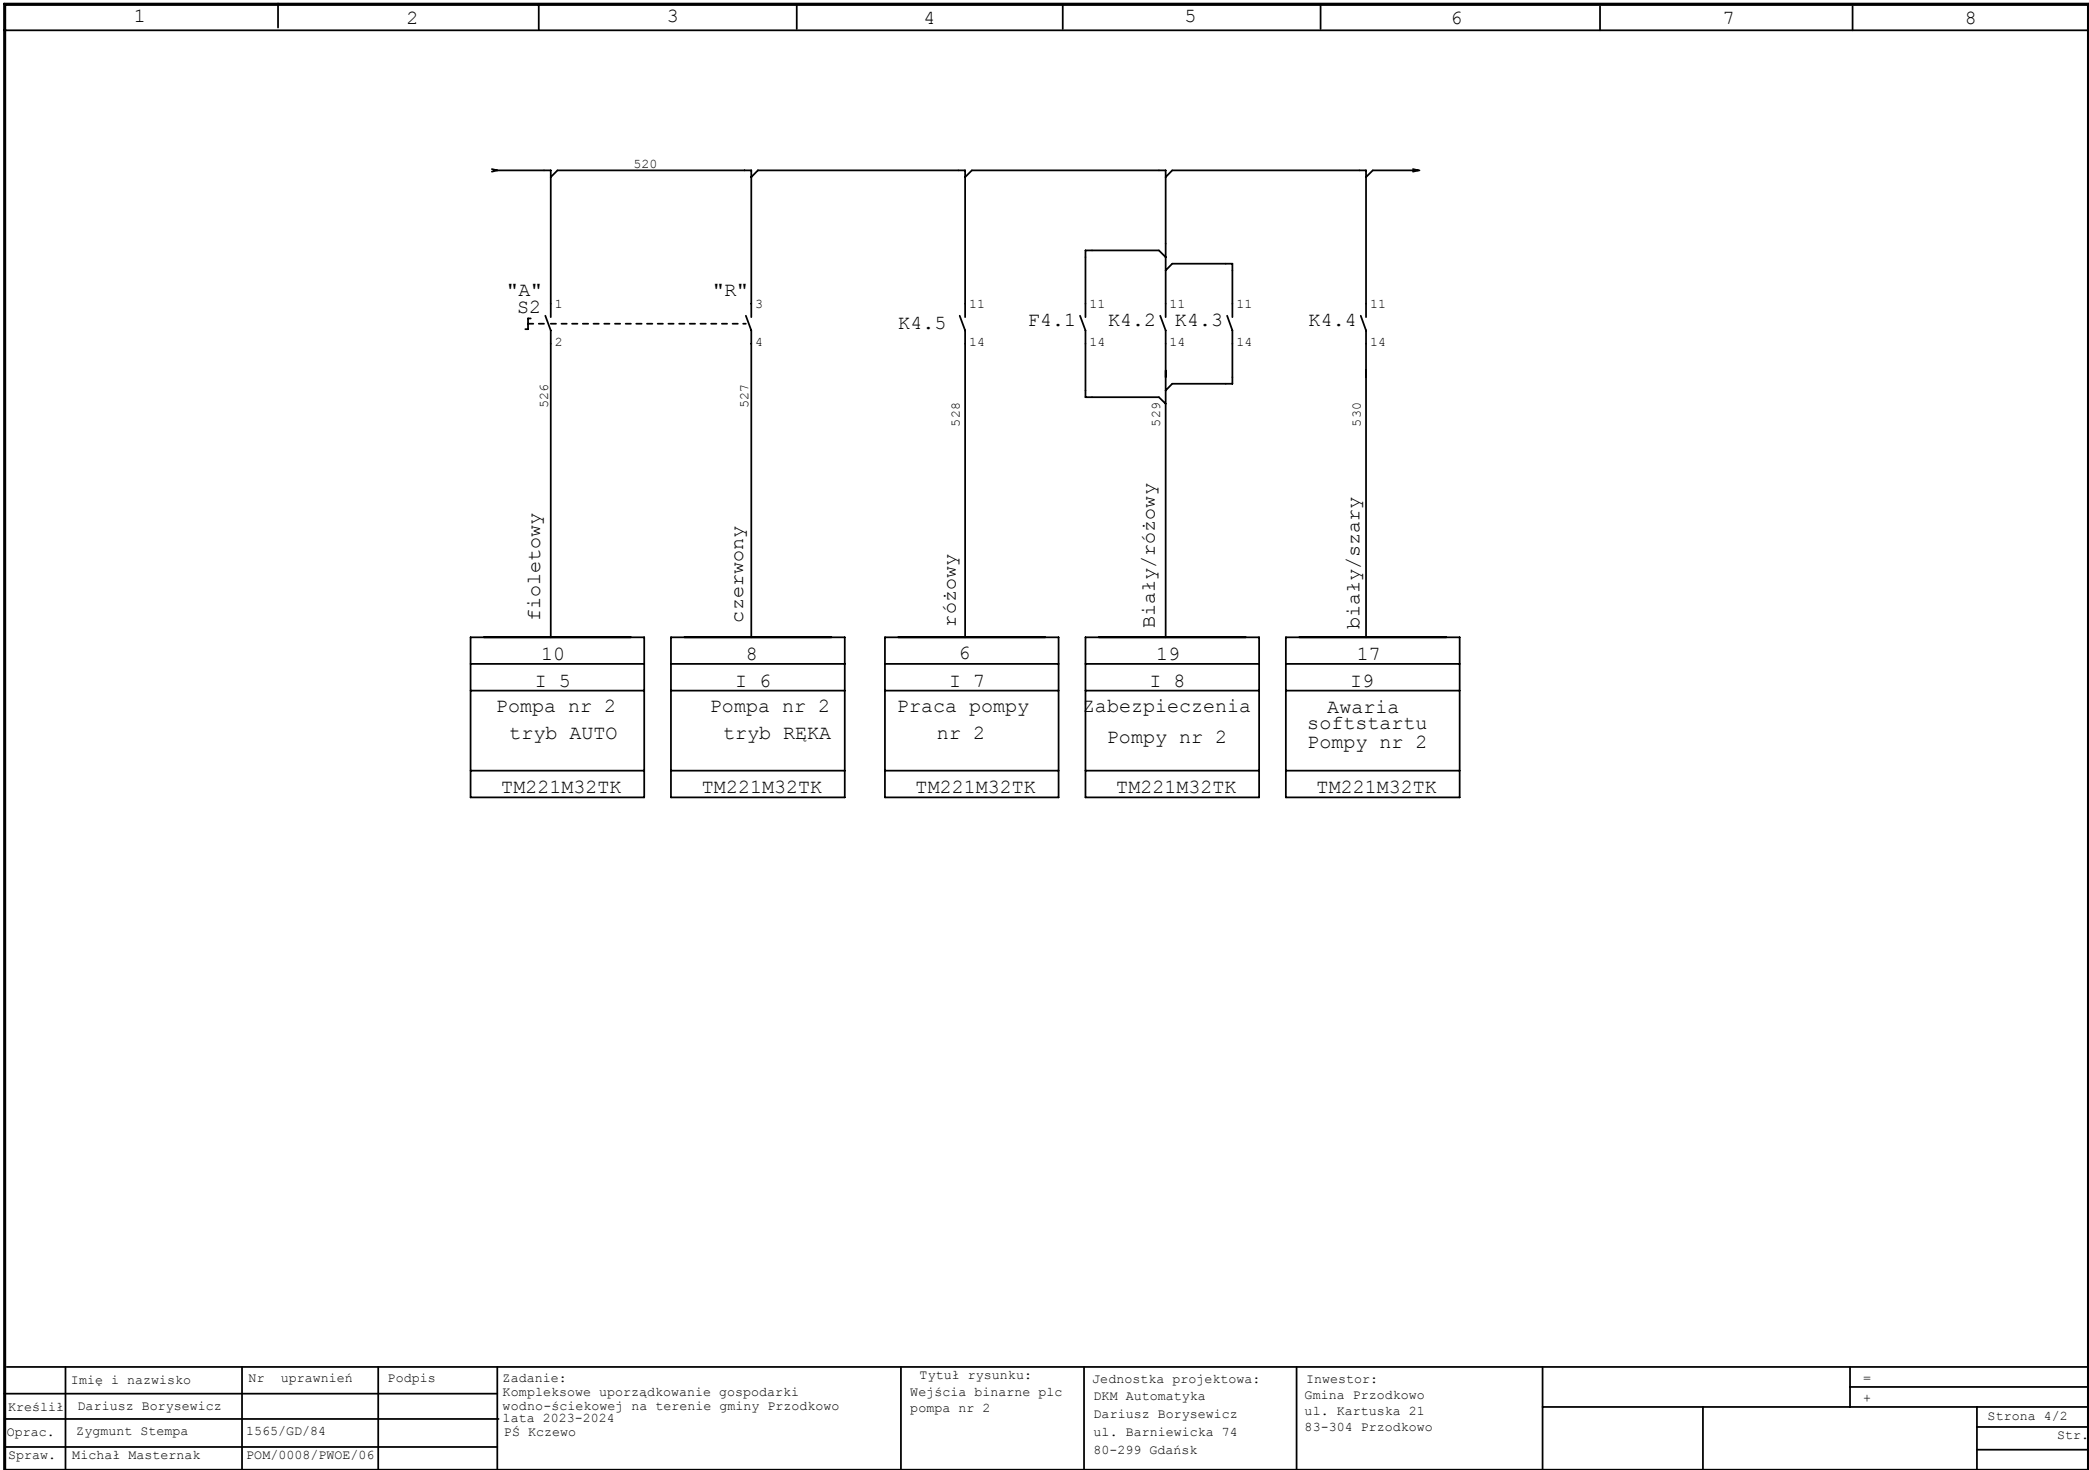 1 2 3 4 5 6 7 8
520
"A" "R"
S2 1 3
2 4
K4.5 11 14
F4.1 11 14
K4.2 11 14
K4.3 11 14
K4.4 11 14
526
527
528
529
530
fioletowy
czerwony
różowy
Biały/różowy
biały/szary
10
I 5
Pompa nr 2
tryb AUTO
TM221M32TK
8
I 6
Pompa nr 2
tryb RĘKA
TM221M32TK
6
I 7
Praca pompy
nr 2
TM221M32TK
19
I 8
Zabezpieczenia
Pompy nr 2
TM221M32TK
17
I9
Awaria
softstartu
Pompy nr 2
TM221M32TK
Imię i nazwisko Nr uprawnień Podpis
Kreślił Dariusz Borysewicz
Oprac. Zygmunt Stempa 1565/GD/84
Spraw. Michał Masternak POM/0008/PWOE/06
Zadanie:
Kompleksowe uporządkowanie gospodarki
wodno-ściekowej na terenie gminy Przodkowo
lata 2023-2024
PŚ Kczewo
Tytuł rysunku:
Wejścia binarne plc
pompa nr 2
Jednostka projektowa:
DKM Automatyka
Dariusz Borysewicz
ul. Barniewicka 74
80-299 Gdańsk
Inwestor:
Gmina Przodkowo
ul. Kartuska 21
83-304 Przodkowo
=
+
Strona 4/2
Str.